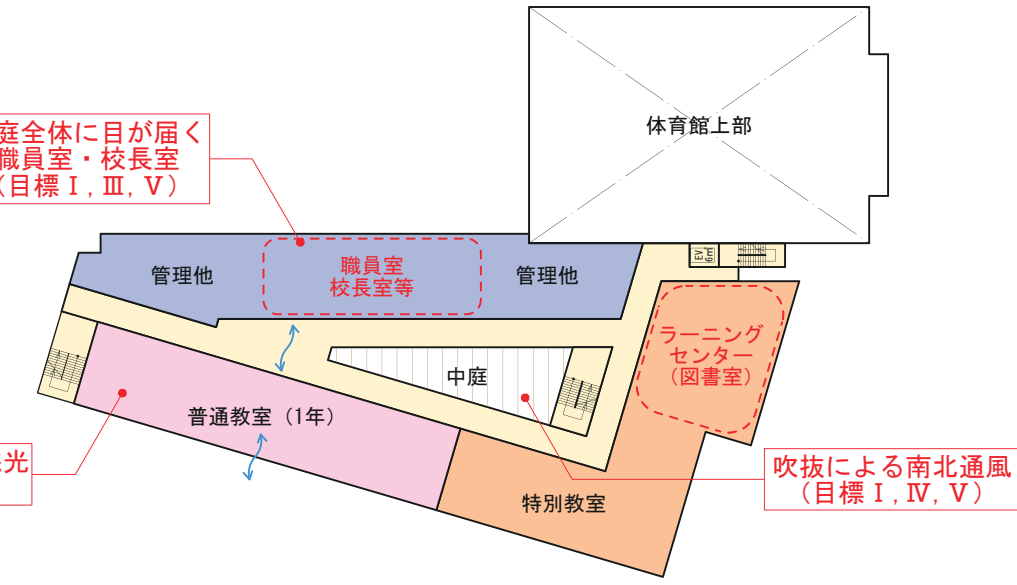 体育館上部
庭全体に目が届く
職員室・校長室
(目標Ⅰ,Ⅲ,Ⅴ)
EV
6㎡
管理他
職員室
校長室等
管理他
ラーニング
センター
(図書室)
中庭
普通教室(1年)
光
吹抜による南北通風
(目標Ⅰ,Ⅳ,Ⅴ)
特別教室